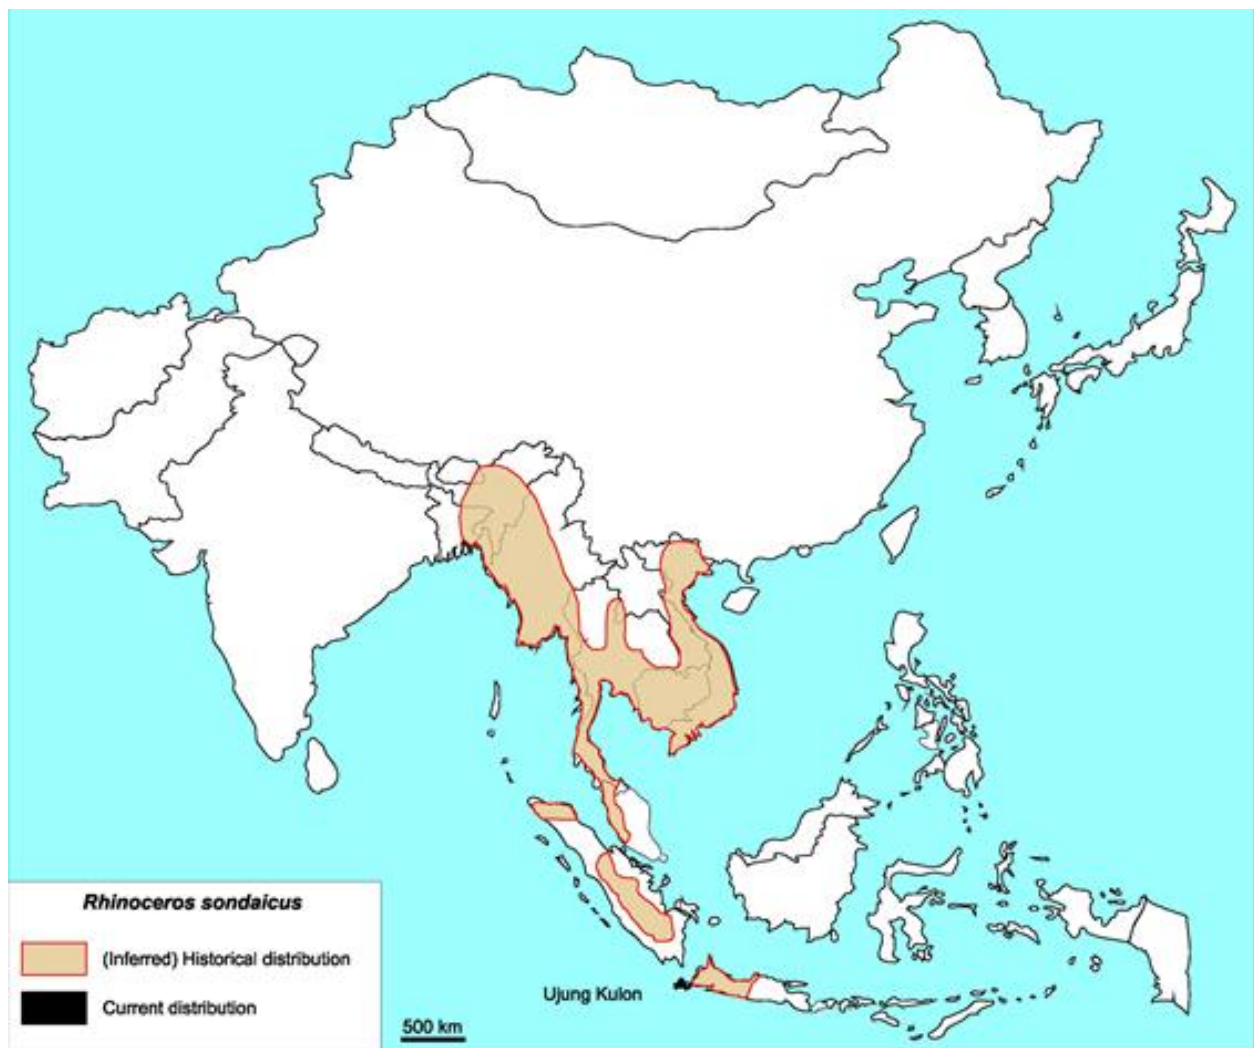 Rhinoceros sondaicus
(Inferred) Historical distribution
Current distribution
Ujung Kulon
500 km